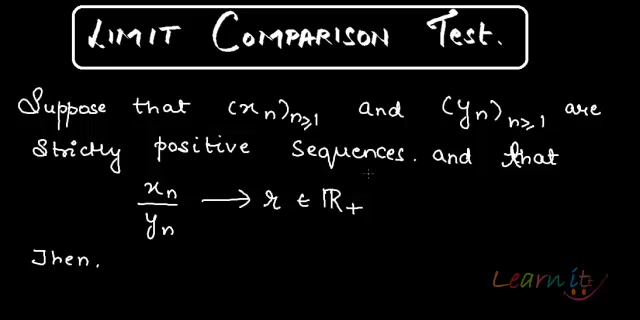 LIMIT COMPARISON TEST.
Suppose that (xₙ)ₙ≥₁ and (yₙ)ₙ≥₁ are
strictly positive sequences. and that
xₙ/yₙ → r ∈ ℝ₊
Then.
Learnit